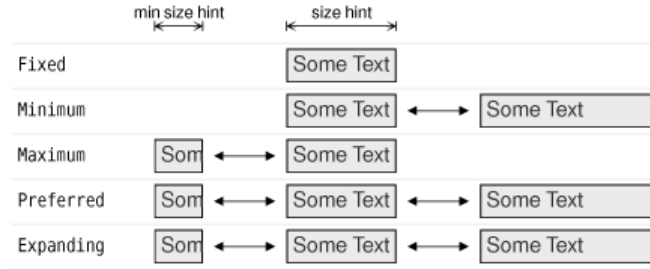 min size hint size hint
Fixed Some Text
Minimum Some Text Some Text
Maximum Som Some Text
Preferred Som Some Text Some Text
Expanding Som Some Text Some Text